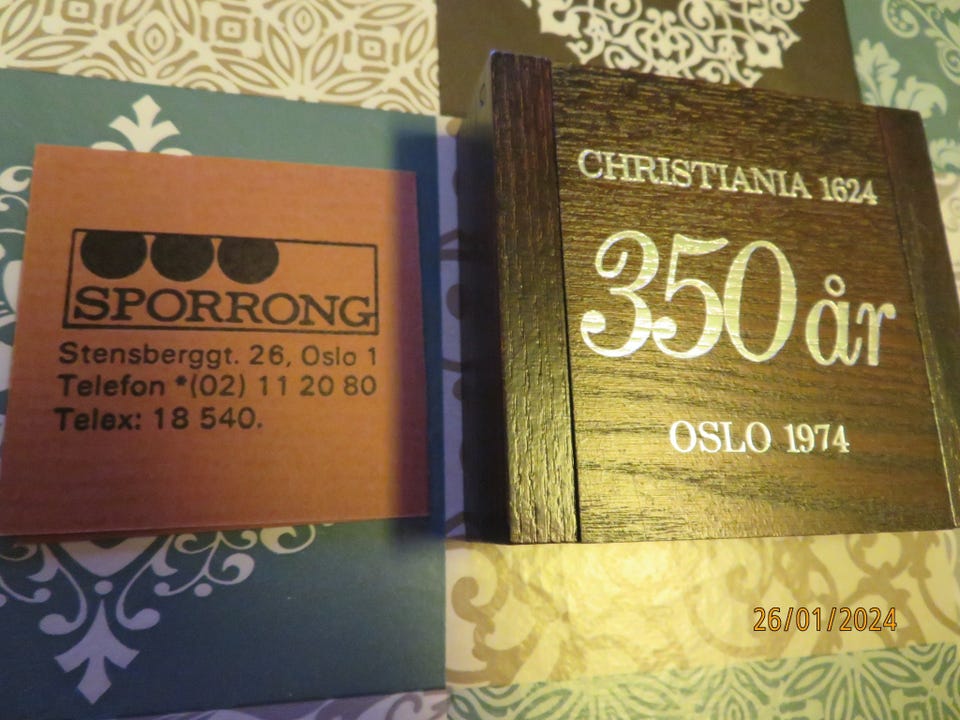 SPORRONG
Stensberggt. 26, Oslo 1
Telefon *(02) 11 20 80
Telex: 18 540.
CHRISTIANIA 1624
350 år
OSLO 1974
26/01/2024